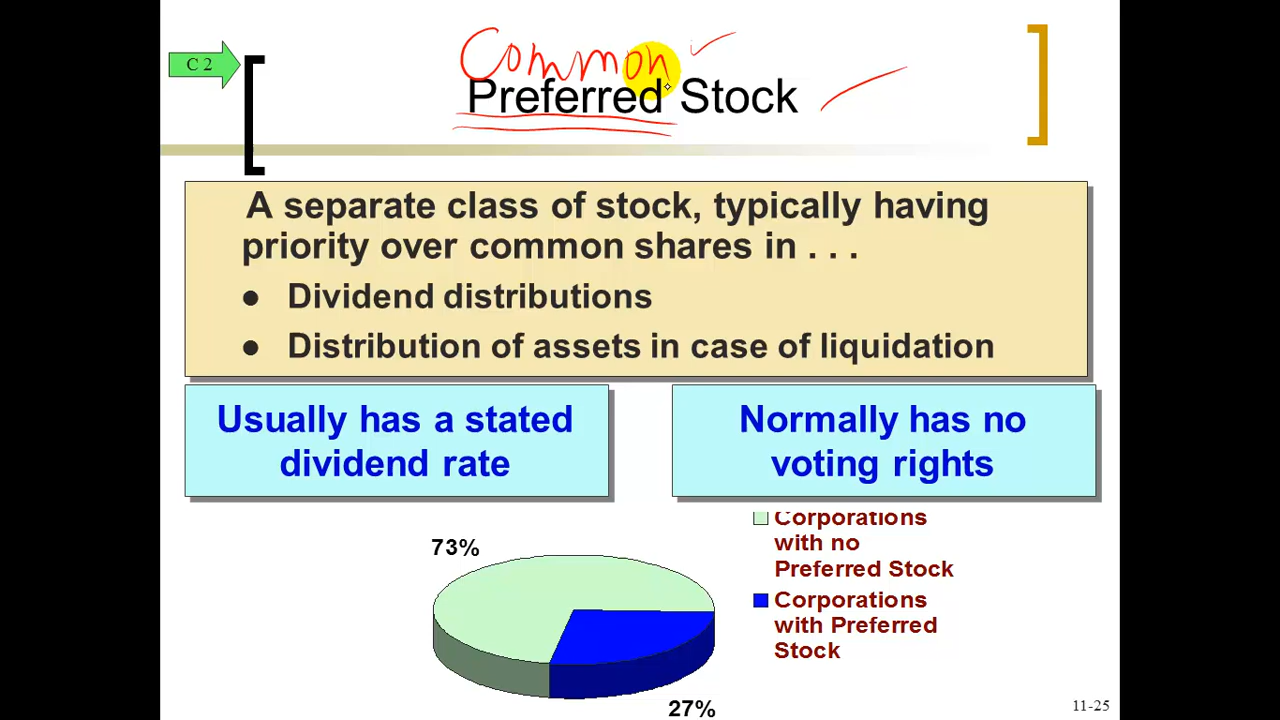 C 2
Common
Preferred Stock
A separate class of stock, typically having
priority over common shares in . . .
● Dividend distributions
● Distribution of assets in case of liquidation
Usually has a stated
dividend rate
Normally has no
voting rights
73%
27%
Corporations
with no
Preferred Stock
Corporations
with Preferred
Stock
11-25